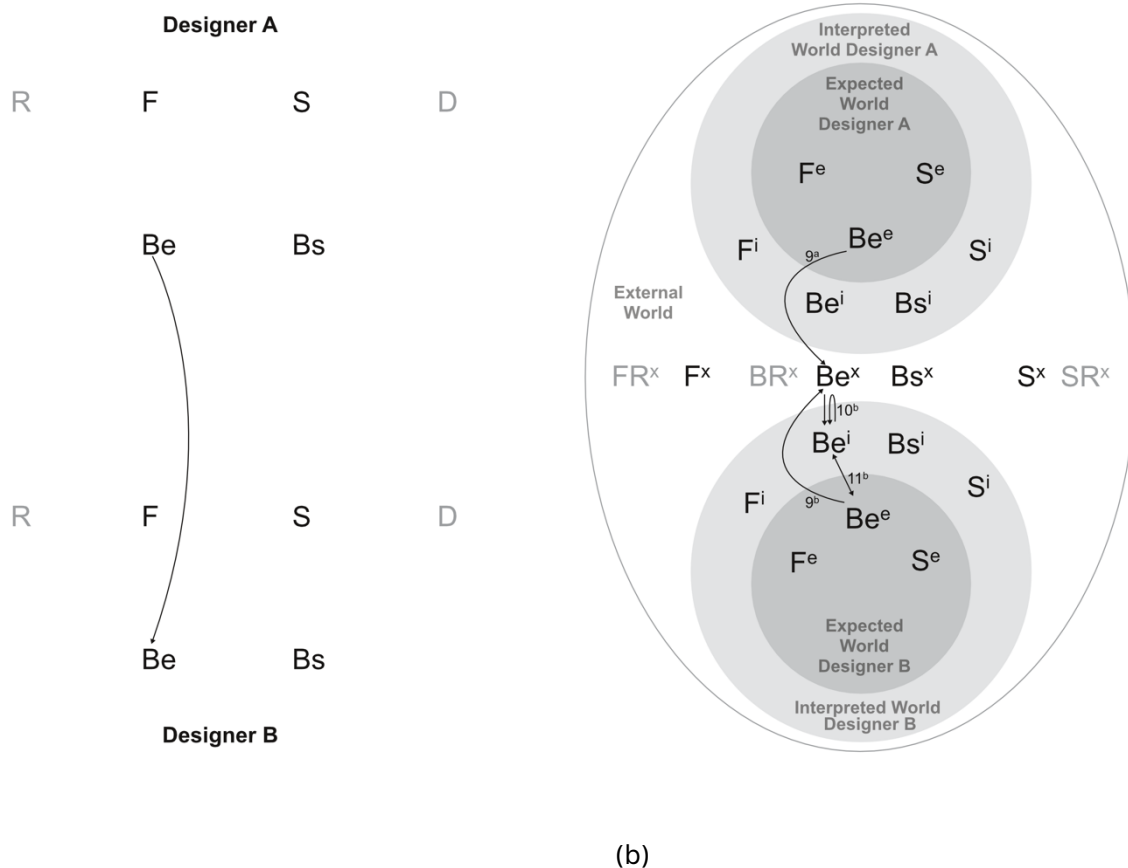 Designer A
R F S D
Be Bs
R F S D
Be Bs
Designer B
Interpreted
World Designer A
Expected
World
Designer A
Fᵉ Sᵉ
Beᵉ
9ᵃ
Fⁱ Sⁱ
Beⁱ Bsⁱ
External
World
FRˣ Fˣ BRˣ Beˣ Bsˣ Sˣ SRˣ
10ᵇ
Beⁱ Bsⁱ
11ᵇ
Fⁱ Sⁱ
9ᵇ
Beᵉ
Fᵉ Sᵉ
Expected
World
Designer B
Interpreted World
Designer B
(b)